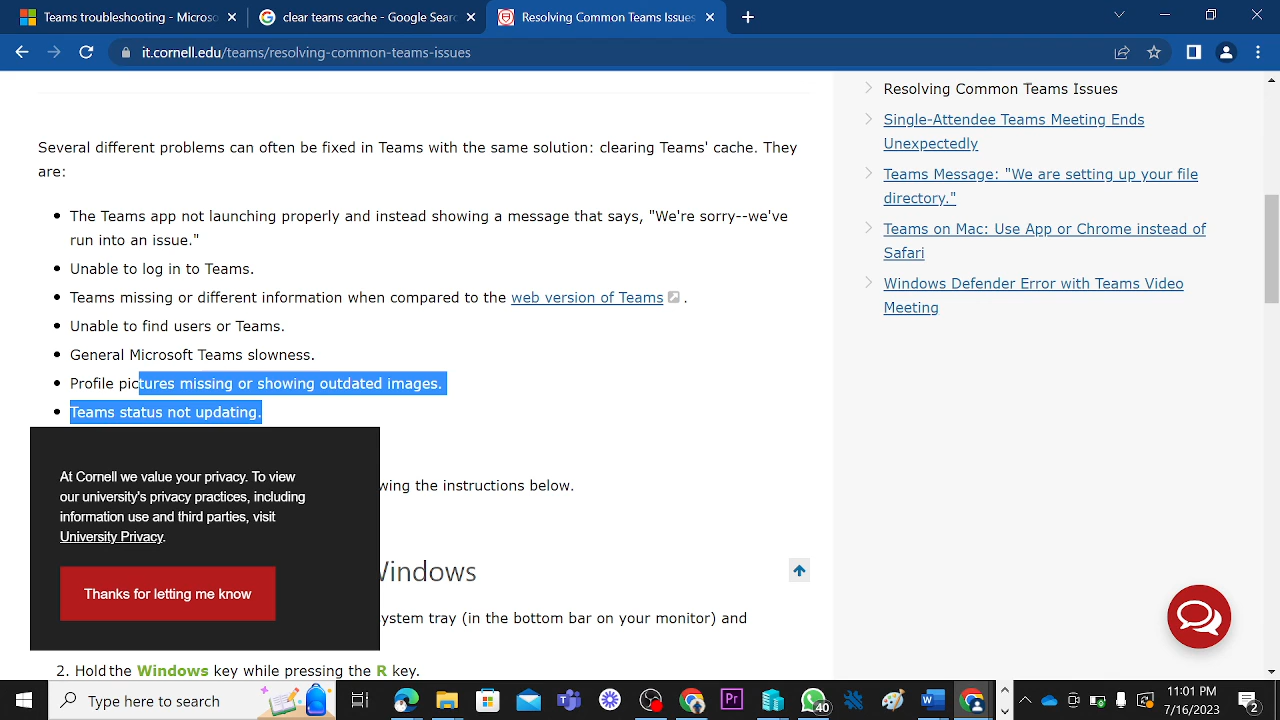 Teams troubleshooting - Microso
clear teams cache - Google Searc
Resolving Common Teams Issues
it.cornell.edu/teams/resolving-common-teams-issues
Several different problems can often be fixed in Teams with the same solution: clearing Teams' cache. They
are:
The Teams app not launching properly and instead showing a message that says, "We're sorry--we've
run into an issue."
Unable to log in to Teams.
Teams missing or different information when compared to the web version of Teams .
Unable to find users or Teams.
General Microsoft Teams slowness.
Profile pictures missing or showing outdated images.
Teams status not updating.
wing the instructions below.
Windows
ystem tray (in the bottom bar on your monitor) and
2. Hold the Windows key while pressing the R key.
At Cornell we value your privacy. To view
our university's privacy practices, including
information use and third parties, visit
University Privacy.
Thanks for letting me know
Resolving Common Teams Issues
Single-Attendee Teams Meeting Ends
Unexpectedly
Teams Message: "We are setting up your file
directory."
Teams on Mac: Use App or Chrome instead of
Safari
Windows Defender Error with Teams Video
Meeting
Type here to search
Pr
40
W
11:01 PM
7/16/2023
2